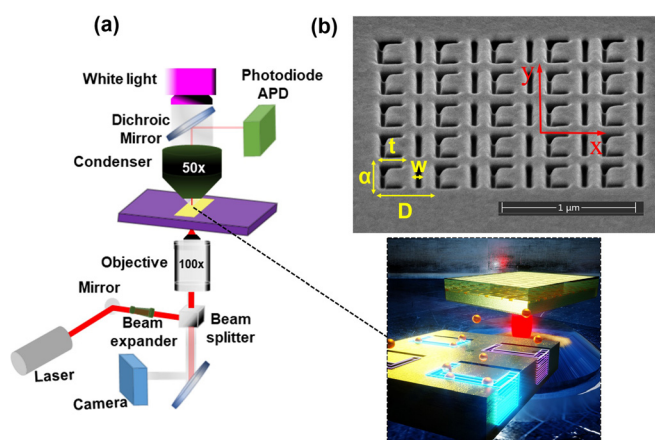 (a)
White light
Photodiode
APD
Dichroic
Mirror
Condenser
50x
Objective
100x
Mirror
Beam
expander
Beam
splitter
Laser
Camera
(b)
y
x
t
w
α
D
1 μm